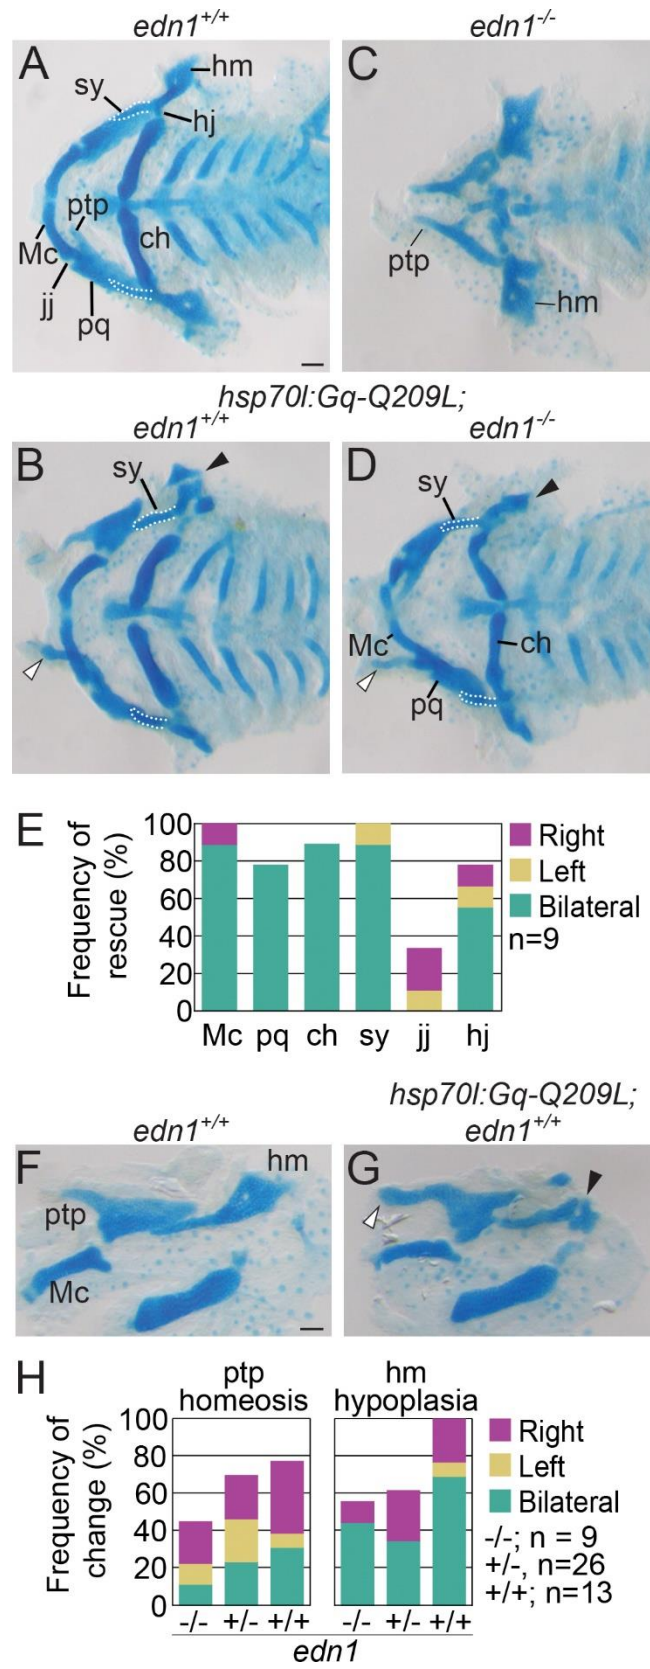 edn1+/+
edn1-/-
A
hm
sy
hj
ptp
Mc
ch
jj
pq
C
ptp
hm
hsp70l:Gq-Q209L;
edn1+/+
edn1-/-
B
sy
D
sy
Mc
ch
pq
E
Frequency of
rescue (%)
100
80
60
40
20
0
Mc pq ch sy jj hj
Right
Left
Bilateral
n=9
hsp70l:Gq-Q209L;
edn1+/+
edn1+/+
F
hm
ptp
Mc
G
H
ptp
homeosis
hm
hypoplasia
Frequency of
change (%)
100
80
60
40
20
0
-/- +/- +/+
-/- +/- +/+
edn1
Right
Left
Bilateral
-/-; n = 9
+/-, n=26
+/+; n=13